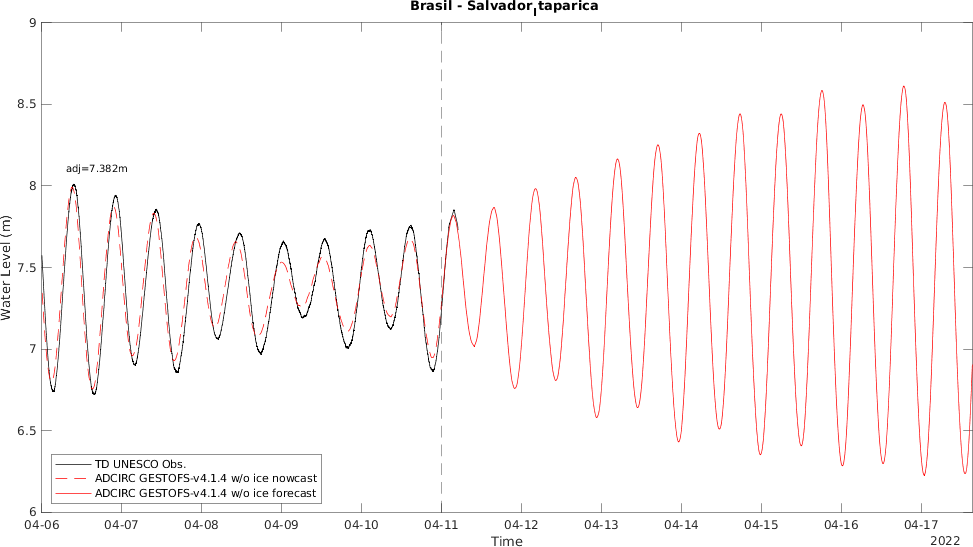 Brasil - Salvador_Itaparica
9
8.5
8
7.5
7
6.5
6
Water Level (m)
adj=7.382m
TD UNESCO Obs.
ADCIRC GESTOFS-v4.1.4 w/o ice nowcast
ADCIRC GESTOFS-v4.1.4 w/o ice forecast
04-06 04-07 04-08 04-09 04-10 04-11 04-12 04-13 04-14 04-15 04-16 04-17
Time
2022